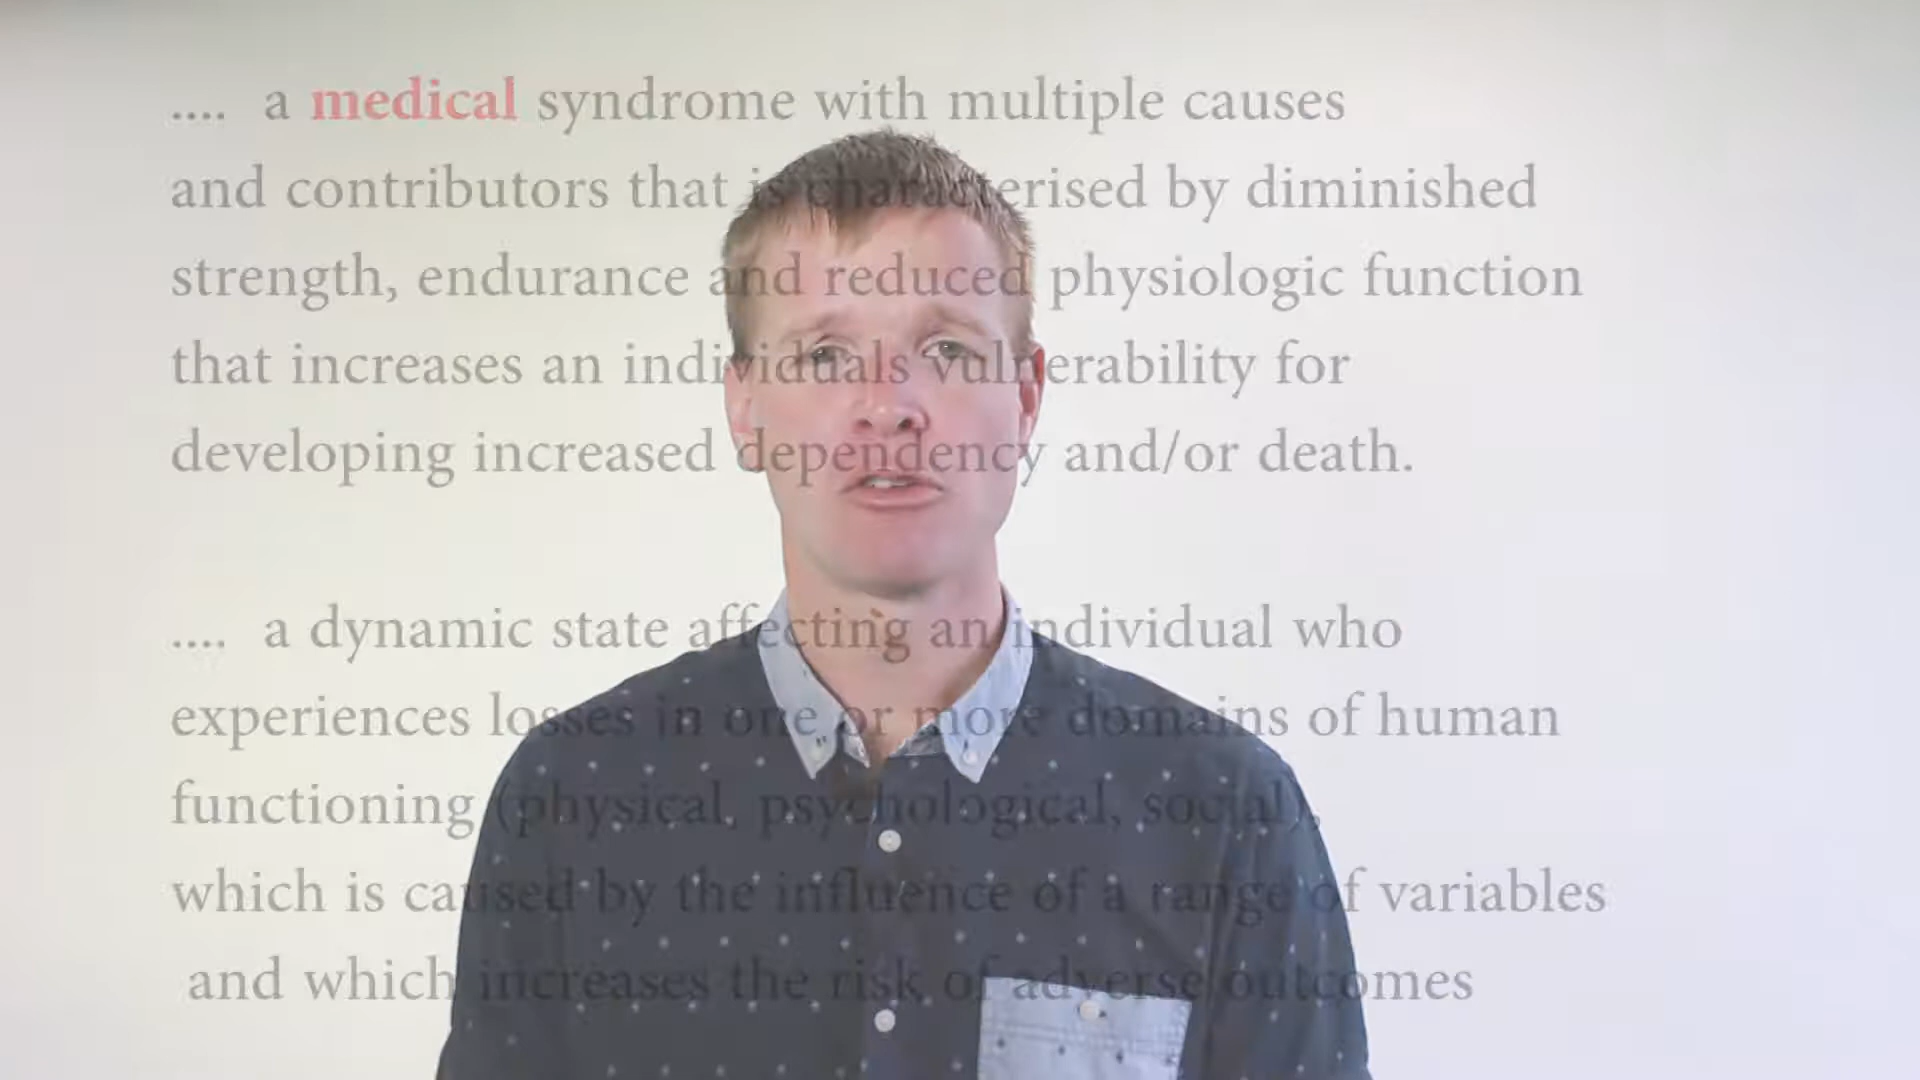 .... a medical syndrome with multiple causes
and contributors that is characterised by diminished
strength, endurance and reduced physiologic function
that increases an individuals vulnerability for
developing increased dependency and/or death.
.... a dynamic state affecting an individual who
experiences losses in one or more domains of human
functioning (physical, psychological, social),
which is caused by the influence of a range of variables
and which increases the risk of adverse outcomes